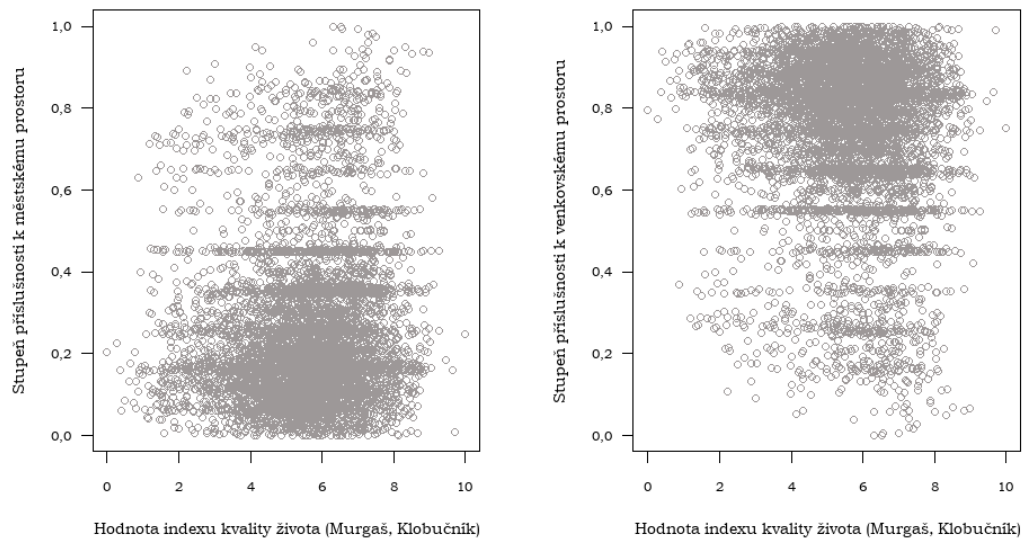 Stupeň příslušnosti k městskému prostoru
1,0
0,8
0,6
0,4
0,2
0,0
0 2 4 6 8 10
Hodnota indexu kvality života (Murgaš, Klobučník)
Stupeň příslušnosti k venkovskému prostoru
1,0
0,8
0,6
0,4
0,2
0,0
0 2 4 6 8 10
Hodnota indexu kvality života (Murgaš, Klobučník)